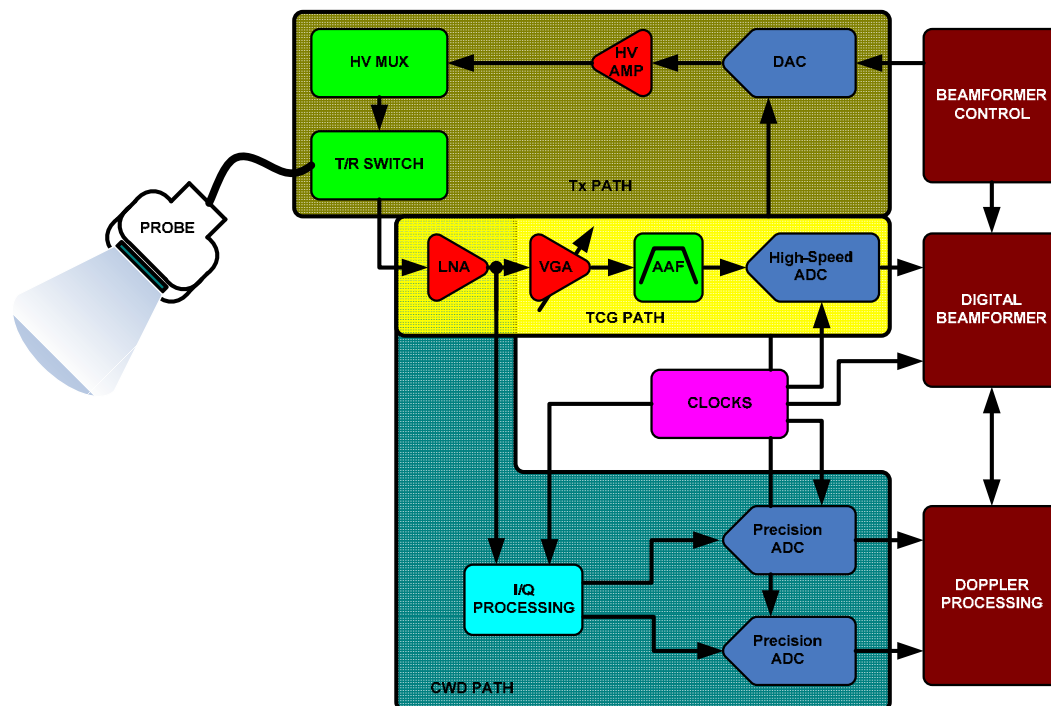 HV MUX
HV
AMP
DAC
BEAMFORMER
CONTROL
T/R SWITCH
Tx PATH
PROBE
LNA
VGA
AAF
High-Speed
ADC
TCG PATH
DIGITAL
BEAMFORMER
CLOCKS
Precision
ADC
I/Q
PROCESSING
DOPPLER
PROCESSING
Precision
ADC
CWD PATH